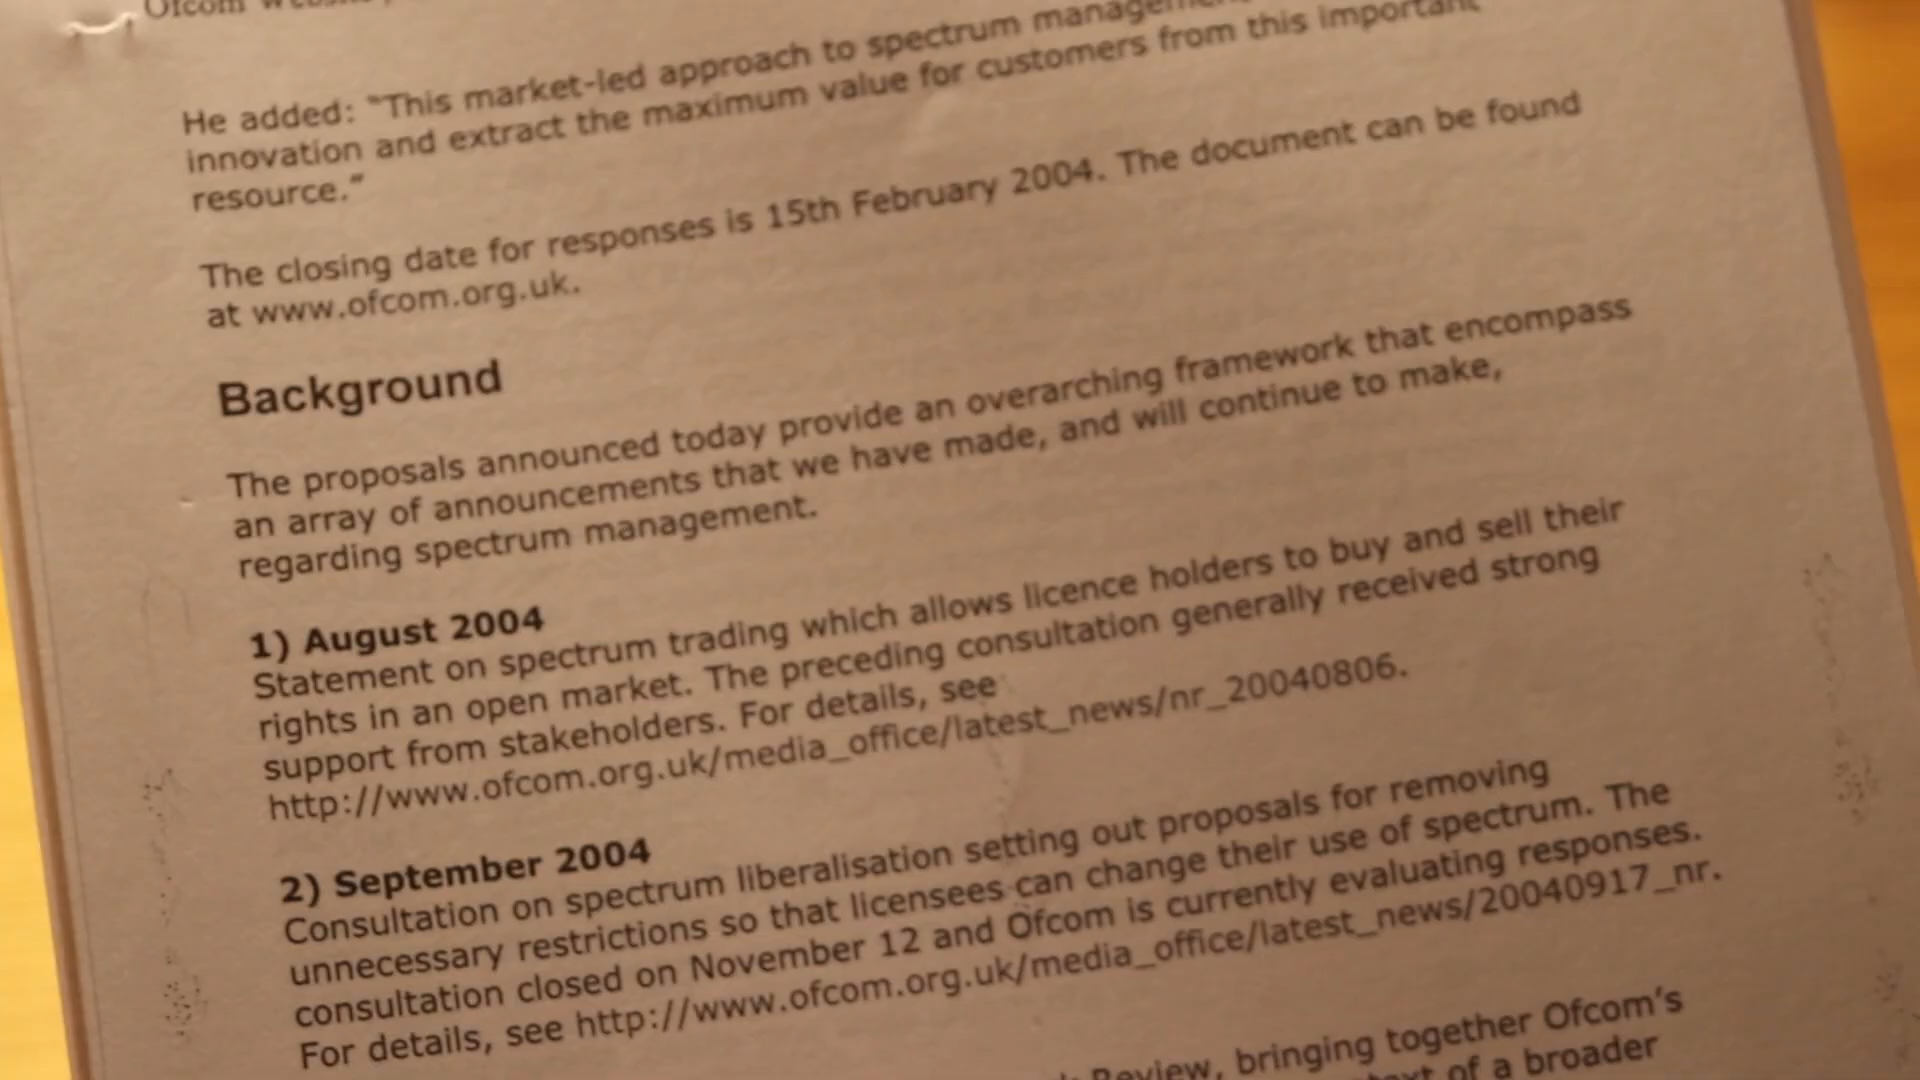 Ofcom
He added: "This market-led approach to spectrum management
innovation and extract the maximum value for customers from this important
resource."
The closing date for responses is 15th February 2004. The document can be found
at www.ofcom.org.uk.
Background
The proposals announced today provide an overarching framework that encompass
an array of announcements that we have made, and will continue to make,
regarding spectrum management.
1) August 2004
Statement on spectrum trading which allows licence holders to buy and sell their
rights in an open market. The preceding consultation generally received strong
support from stakeholders. For details, see
http://www.ofcom.org.uk/media_office/latest_news/nr_20040806.
2) September 2004
Consultation on spectrum liberalisation setting out proposals for removing
unnecessary restrictions so that licensees can change their use of spectrum. The
consultation closed on November 12 and Ofcom is currently evaluating responses.
For details, see http://www.ofcom.org.uk/media_office/latest_news/20040917_nr.
Review, bringing together Ofcom's
of a broader